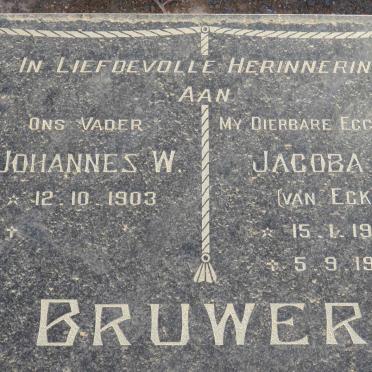 IN LIEFDEVOLLE HERINNERIN
AAN
ONS VADER
JOHANNES W.
☆ 12.10.1903
✝
MY DIERBARE EGG
JACOBA
(VAN ECK
☆ 15.1.19
✝ 5.9.19
BRUWER